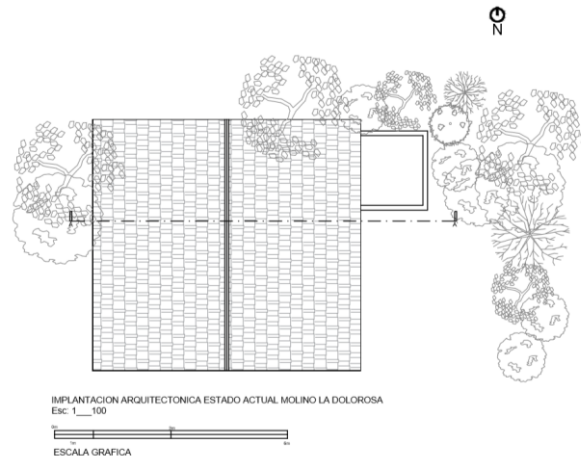 N
IMPLANTACION ARQUITECTONICA ESTADO ACTUAL MOLINO LA DOLOROSA
Esc: 1___100
ESCALA GRAFICA